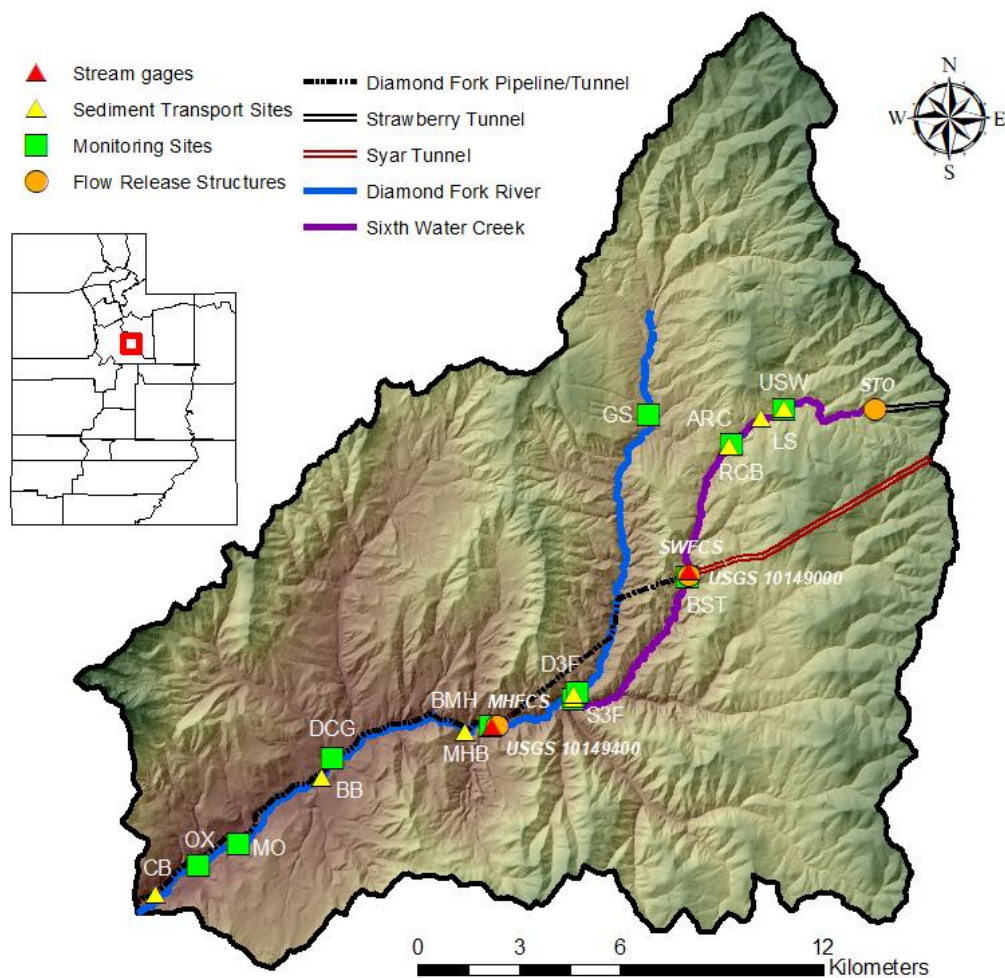 Stream gages
Sediment Transport Sites
Monitoring Sites
Flow Release Structures
Diamond Fork Pipeline/Tunnel
Strawberry Tunnel
Syar Tunnel
Diamond Fork River
Sixth Water Creek
N
W
E
S
USW
STO
GS
ARC
LS
RCB
SWFCS
USGS 10149000
BST
D3F
S3F
BMH
MHFCS
USGS 10149400
MHB
DCG
BB
OX
MO
CB
0
3
6
12
Kilometers